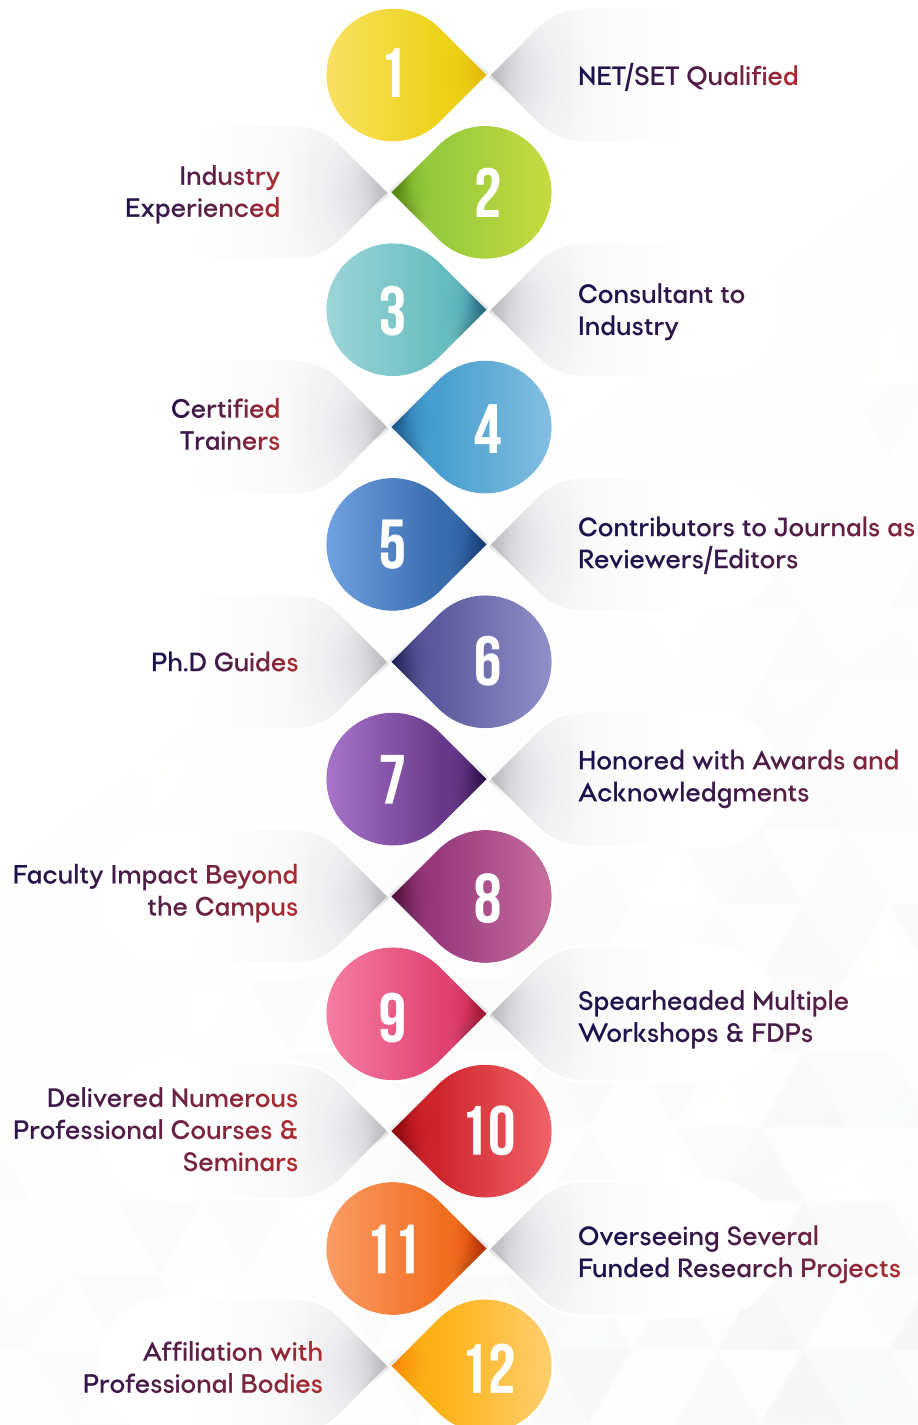 1
NET/SET Qualified
Industry
Experienced
2
3
Consultant to
Industry
Certified
Trainers
4
5
Contributors to Journals as
Reviewers/Editors
Ph.D Guides
6
7
Honored with Awards and
Acknowledgments
Faculty Impact Beyond
the Campus
8
9
Spearheaded Multiple
Workshops & FDPs
Delivered Numerous
Professional Courses &
Seminars
10
11
Overseeing Several
Funded Research Projects
Affiliation with
Professional Bodies
12